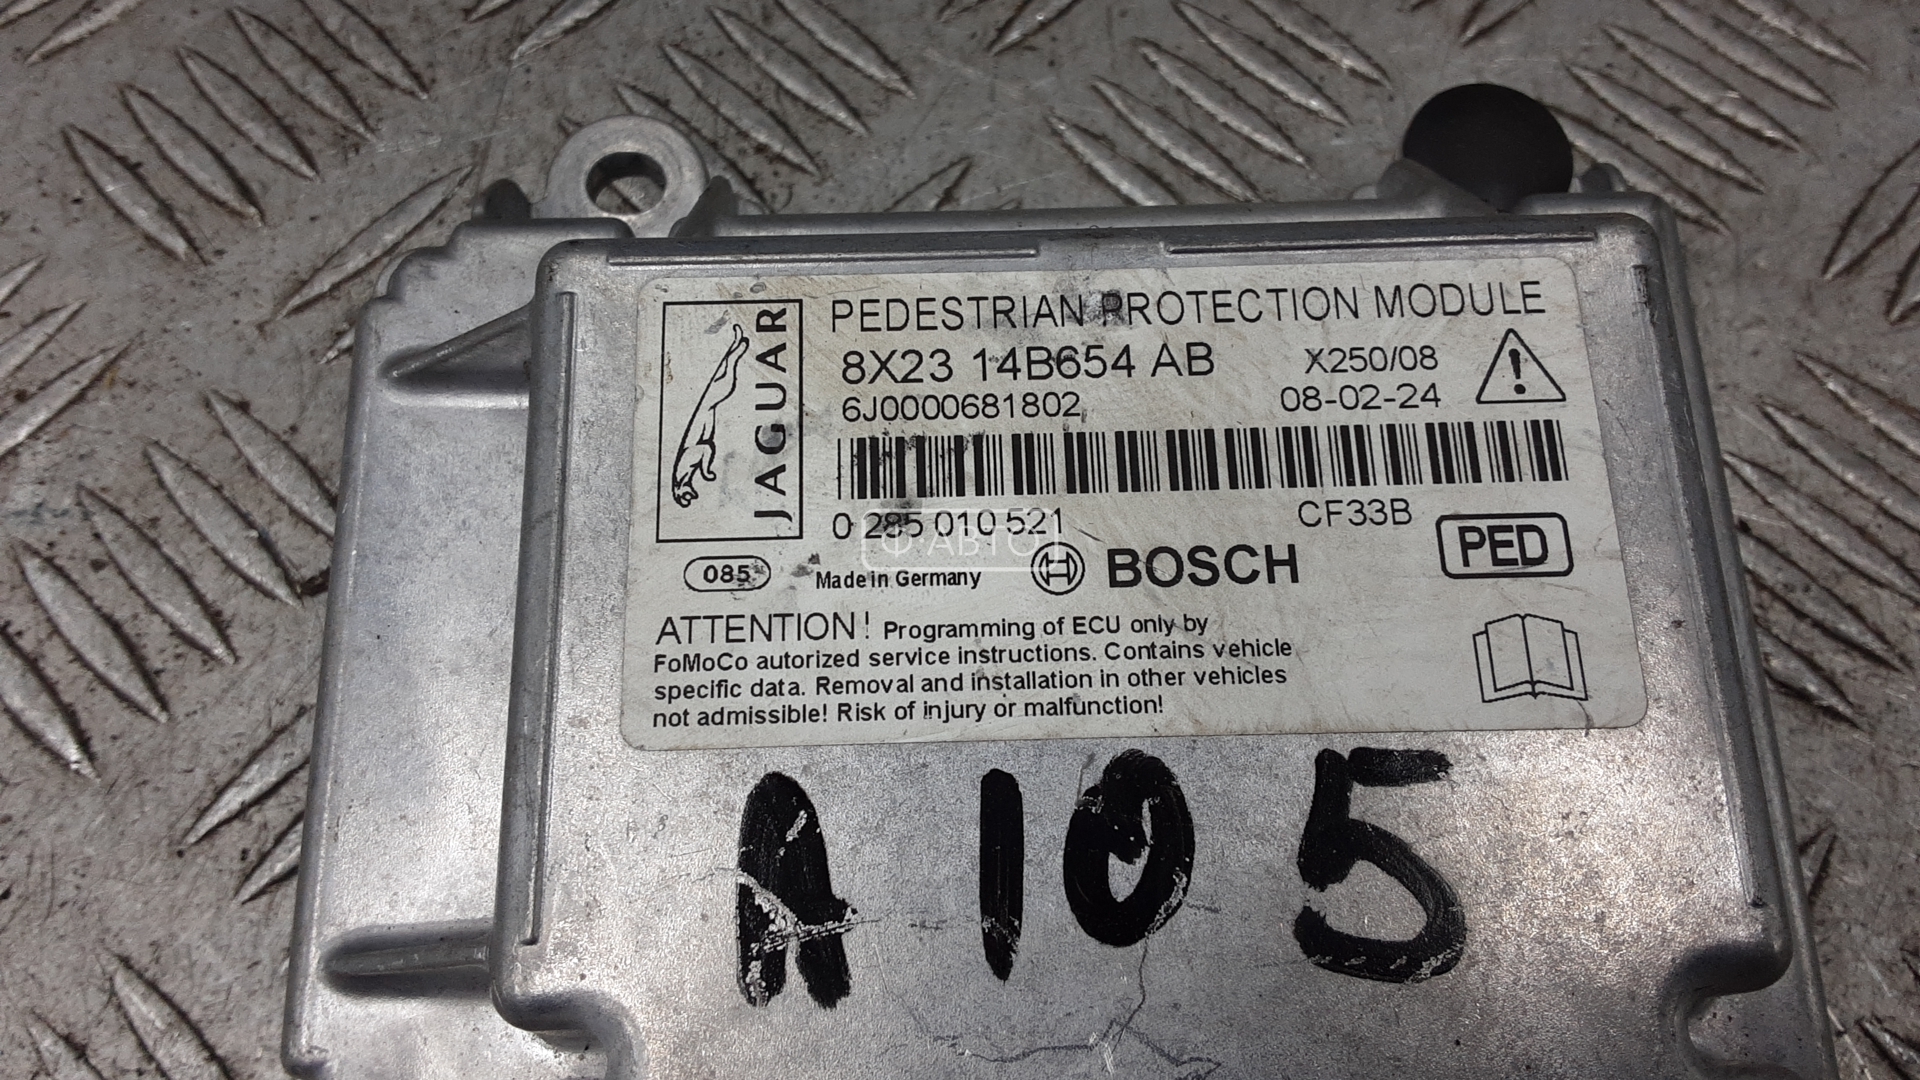 JAGUAR
PEDESTRIAN PROTECTION MODULE
8X23 14B654 AB X250/08
6J0000681802 08-02-24
0 285 010 521 CF33B
Ф-АВТО
085 Made in Germany BOSCH PED
ATTENTION! Programming of ECU only by
FoMoCo autorized service instructions. Contains vehicle
specific data. Removal and installation in other vehicles
not admissible! Risk of injury or malfunction!
A 105